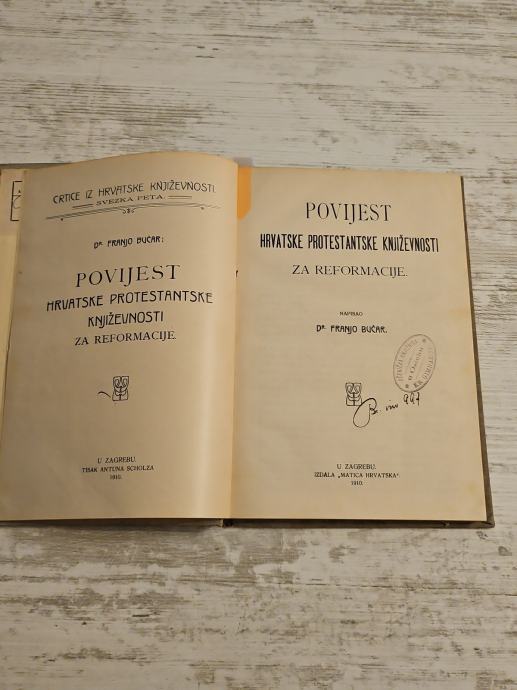 CRTICE IZ HRVATSKE KNJIŽEVNOSTI.
SVEZKA PETA.
DR. FRANJO BUČAR:
POVIJEST
HRVATSKE PROTESTANTSKE
KNJIŽEVNOSTI
ZA REFORMACIJE.
U ZAGREBU.
TISAK ANTUNA SCHOLZA
1910.
POVIJEST
HRVATSKE PROTESTANTSKE KNJIŽEVNOSTI
ZA REFORMACIJE.
NAPISAO
DR. FRANJO BUČAR.
997
U ZAGREBU.
IZDALA „MATICA HRVATSKA“
1910.